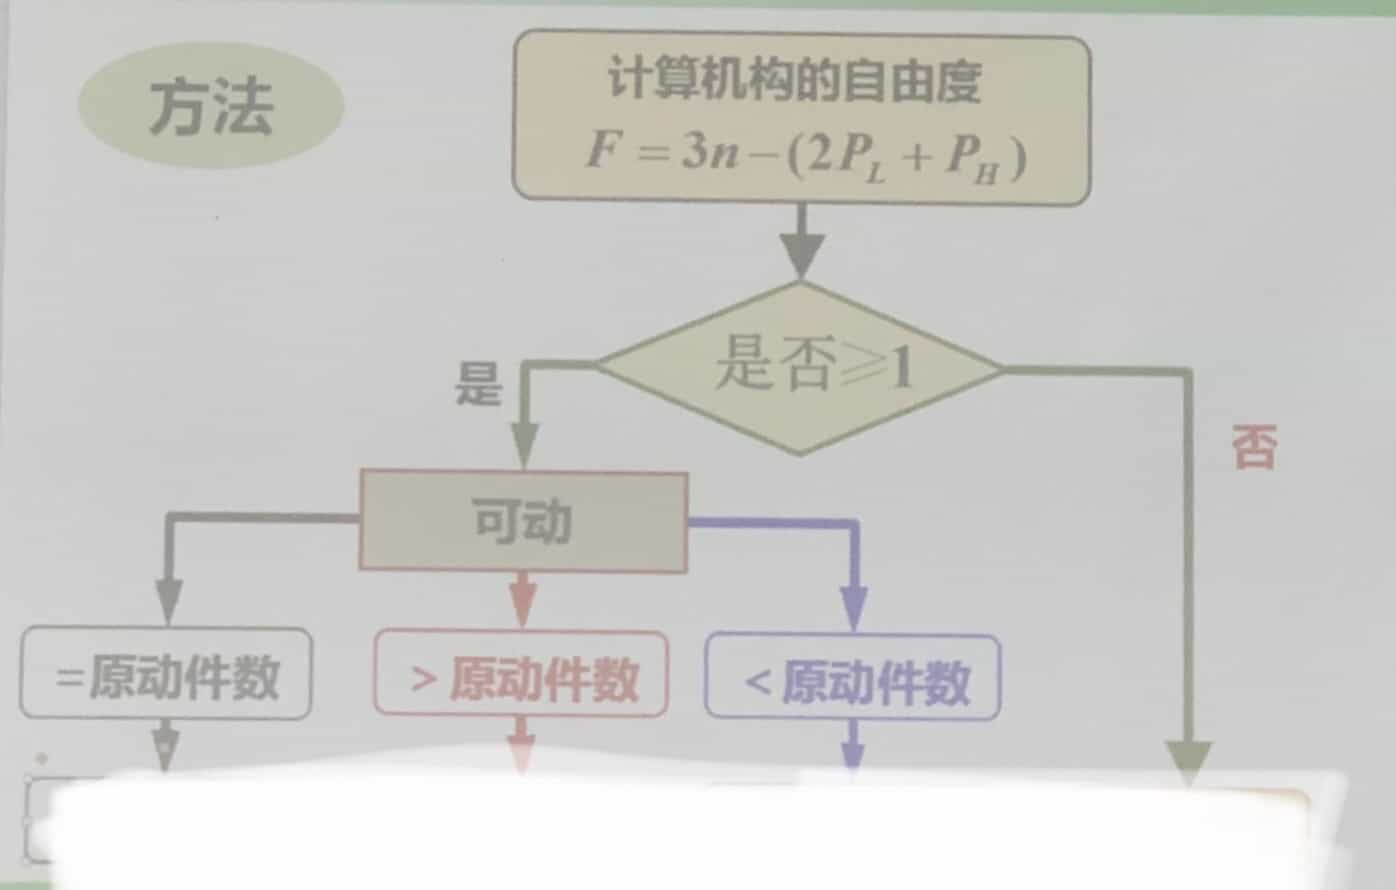 方法
计算机构的自由度
F = 3n − (2P_L + P_H)
是否≥1
是
否
可动
=原动件数
> 原动件数
< 原动件数